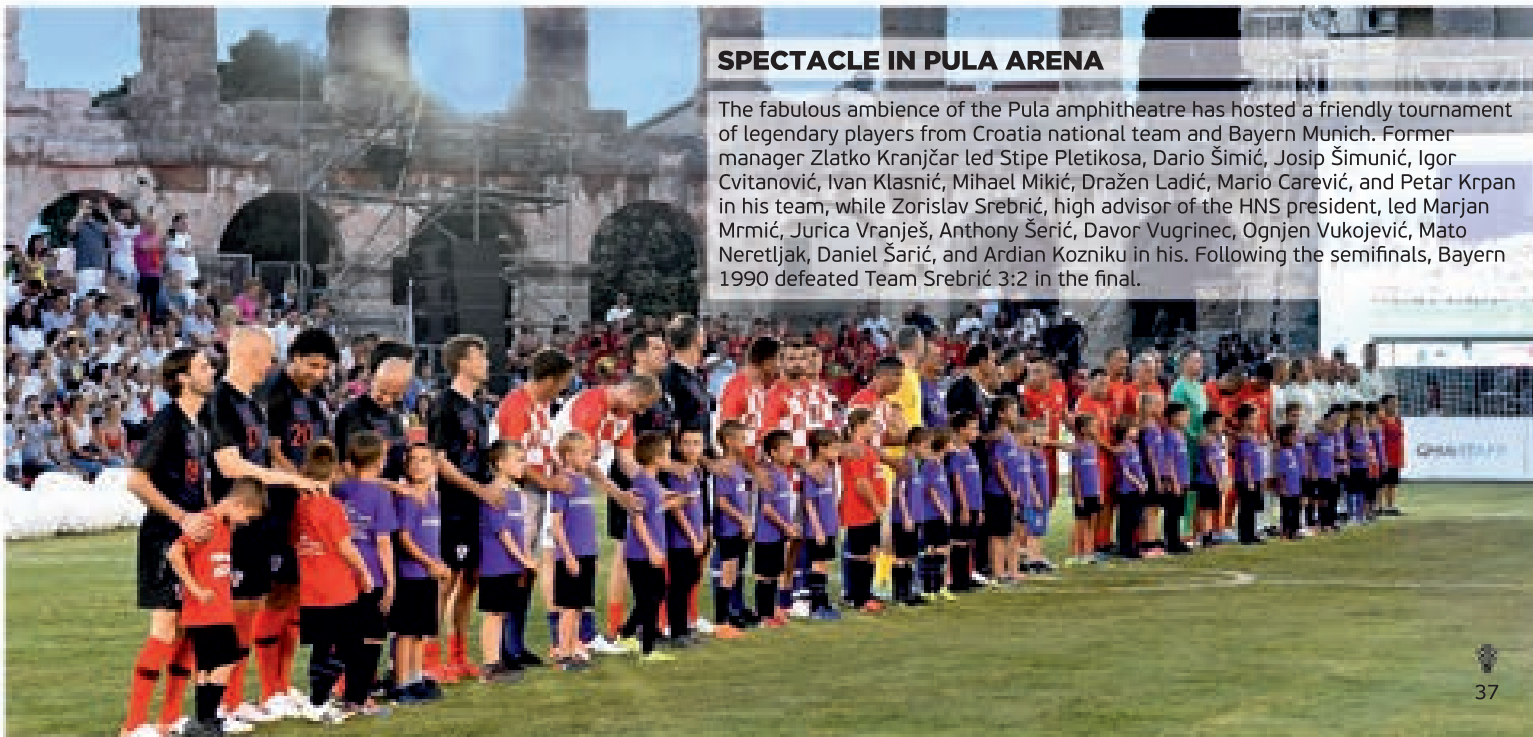 SPECTACLE IN PULA ARENA
The fabulous ambience of the Pula amphitheatre has hosted a friendly tournament
of legendary players from Croatia national team and Bayern Munich. Former
manager Zlatko Kranjčar led Stipe Pletikosa, Dario Šimić, Josip Šimunić, Igor
Cvitanović, Ivan Klasnić, Mihael Mikić, Dražen Ladić, Mario Carević, and Petar Krpan
in his team, while Zorislav Srebrić, high advisor of the HNS president, led Marjan
Mrmić, Jurica Vranješ, Anthony Šerić, Davor Vugrinec, Ognjen Vukojević, Mato
Neretljak, Daniel Šarić, and Ardian Kozniku in his. Following the semifinals, Bayern
1990 defeated Team Srebrić 3:2 in the final.
20
37